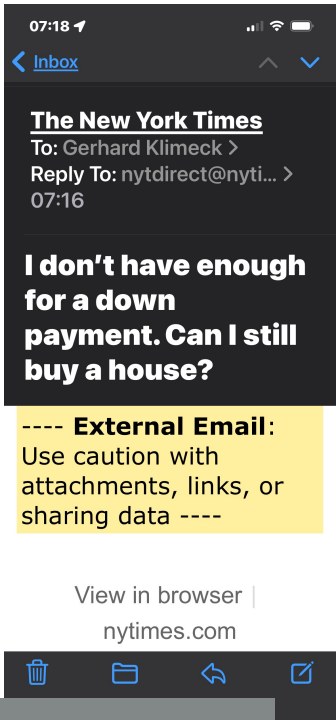 07:18
Inbox
The New York Times
To: Gerhard Klimeck >
Reply To: nytdirect@nyti... >
07:16
I don’t have enough
for a down
payment. Can I still
buy a house?
---- External Email:
Use caution with
attachments, links, or
sharing data ----
View in browser |
nytimes.com